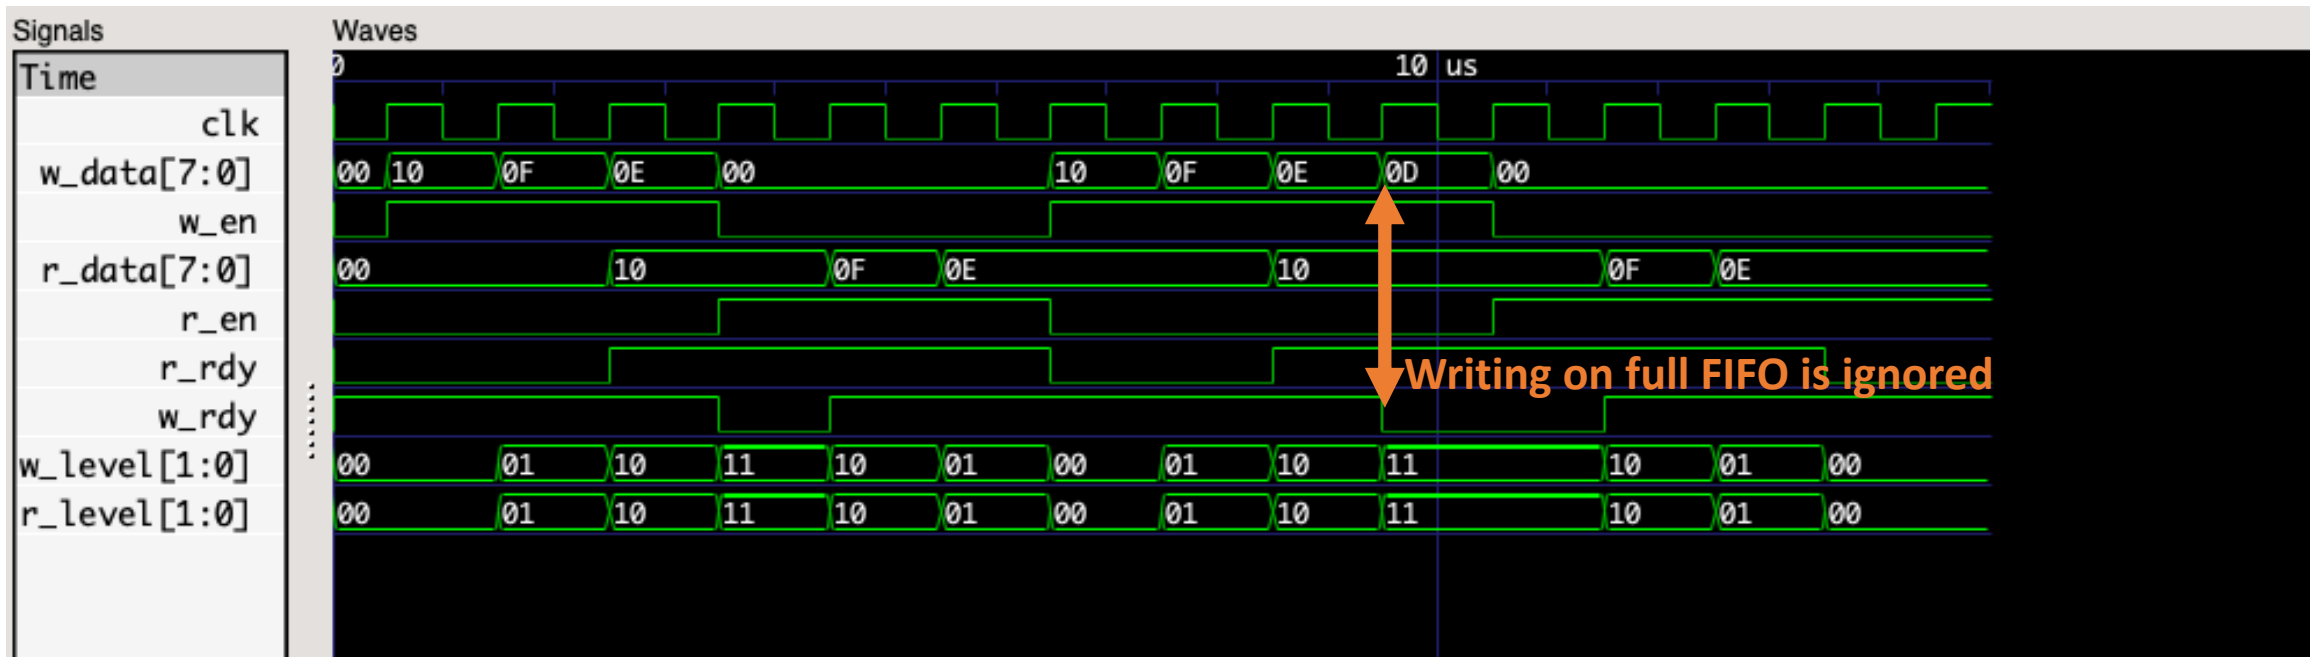 Signals Waves
Time 0 10 us
clk
w_data[7:0] 00 10 0F 0E 00 10 0F 0E 0D 00
w_en
r_data[7:0] 00 10 0F 0E 10 0F 0E
r_en
r_rdy
Writing on full FIFO is ignored
w_rdy
w_level[1:0] 00 01 10 11 10 01 00 01 10 11 10 01 00
r_level[1:0] 00 01 10 11 10 01 00 01 10 11 10 01 00